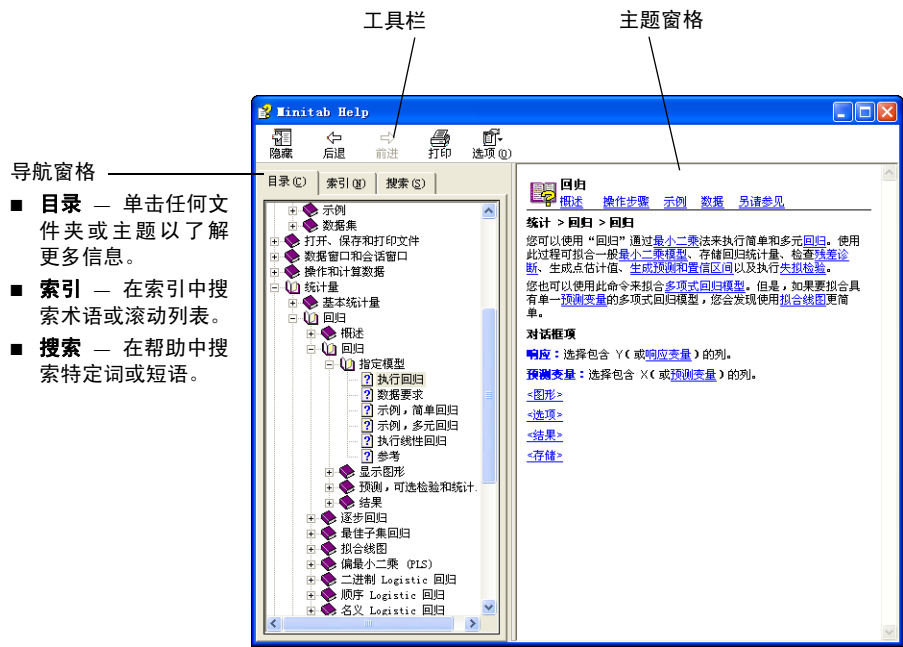 工具栏
主题窗格
导航窗格
■ 目录 — 单击任何文
件夹或主题以了解
更多信息。
■ 索引 — 在索引中搜
索术语或滚动列表。
■ 搜索 — 在帮助中搜
索特定词或短语。
Minitab Help
隐藏 后退 前进 打印 选项(O)
目录(C) 索引(N) 搜索(S)
示例
数据集
打开、保存和打印文件
数据窗口和会话窗口
操作和计算数据
统计量
基本统计量
回归
概述
回归
指定模型
执行回归
数据要求
示例，简单回归
示例，多元回归
执行线性回归
参考
显示图形
预测，可选检验和统计.
结果
逐步回归
最佳子集回归
拟合线图
偏最小二乘 (PLS)
二进制 Logistic 回归
顺序 Logistic 回归
名义 Logistic 回归
回归
概述 操作步骤 示例 数据 另请参见
统计 > 回归 > 回归
您可以使用“回归”通过最小二乘法来执行简单和多元回归。使用
此过程可拟合一般最小二乘模型、存储回归统计量、检查残差诊
断、生成点估计值、生成预测和置信区间以及执行失拟检验。
您也可以使用此命令来拟合多项式回归模型。但是，如果要拟合具
有单一预测变量的多项式回归模型，您会发现使用拟合线图更简
单。
对话框项
响应：选择包含 Y( 或响应变量 ) 的列。
预测变量：选择包含 X( 或预测变量 ) 的列。
<图形>
<选项>
<结果>
<存储>